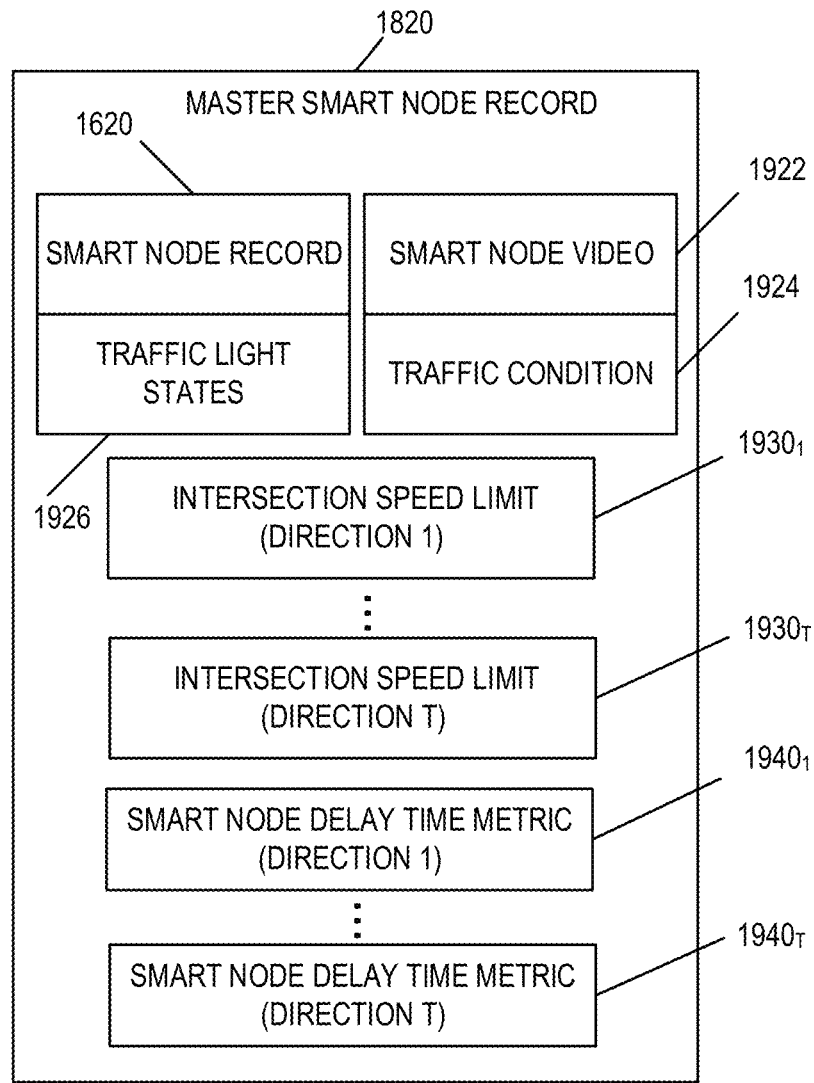 1820
MASTER SMART NODE RECORD
1620
1922
SMART NODE RECORD
SMART NODE VIDEO
1924
TRAFFIC LIGHT
STATES
TRAFFIC CONDITION
1926
1930₁
INTERSECTION SPEED LIMIT
(DIRECTION 1)
1930T
INTERSECTION SPEED LIMIT
(DIRECTION T)
1940₁
SMART NODE DELAY TIME METRIC
(DIRECTION 1)
1940T
SMART NODE DELAY TIME METRIC
(DIRECTION T)